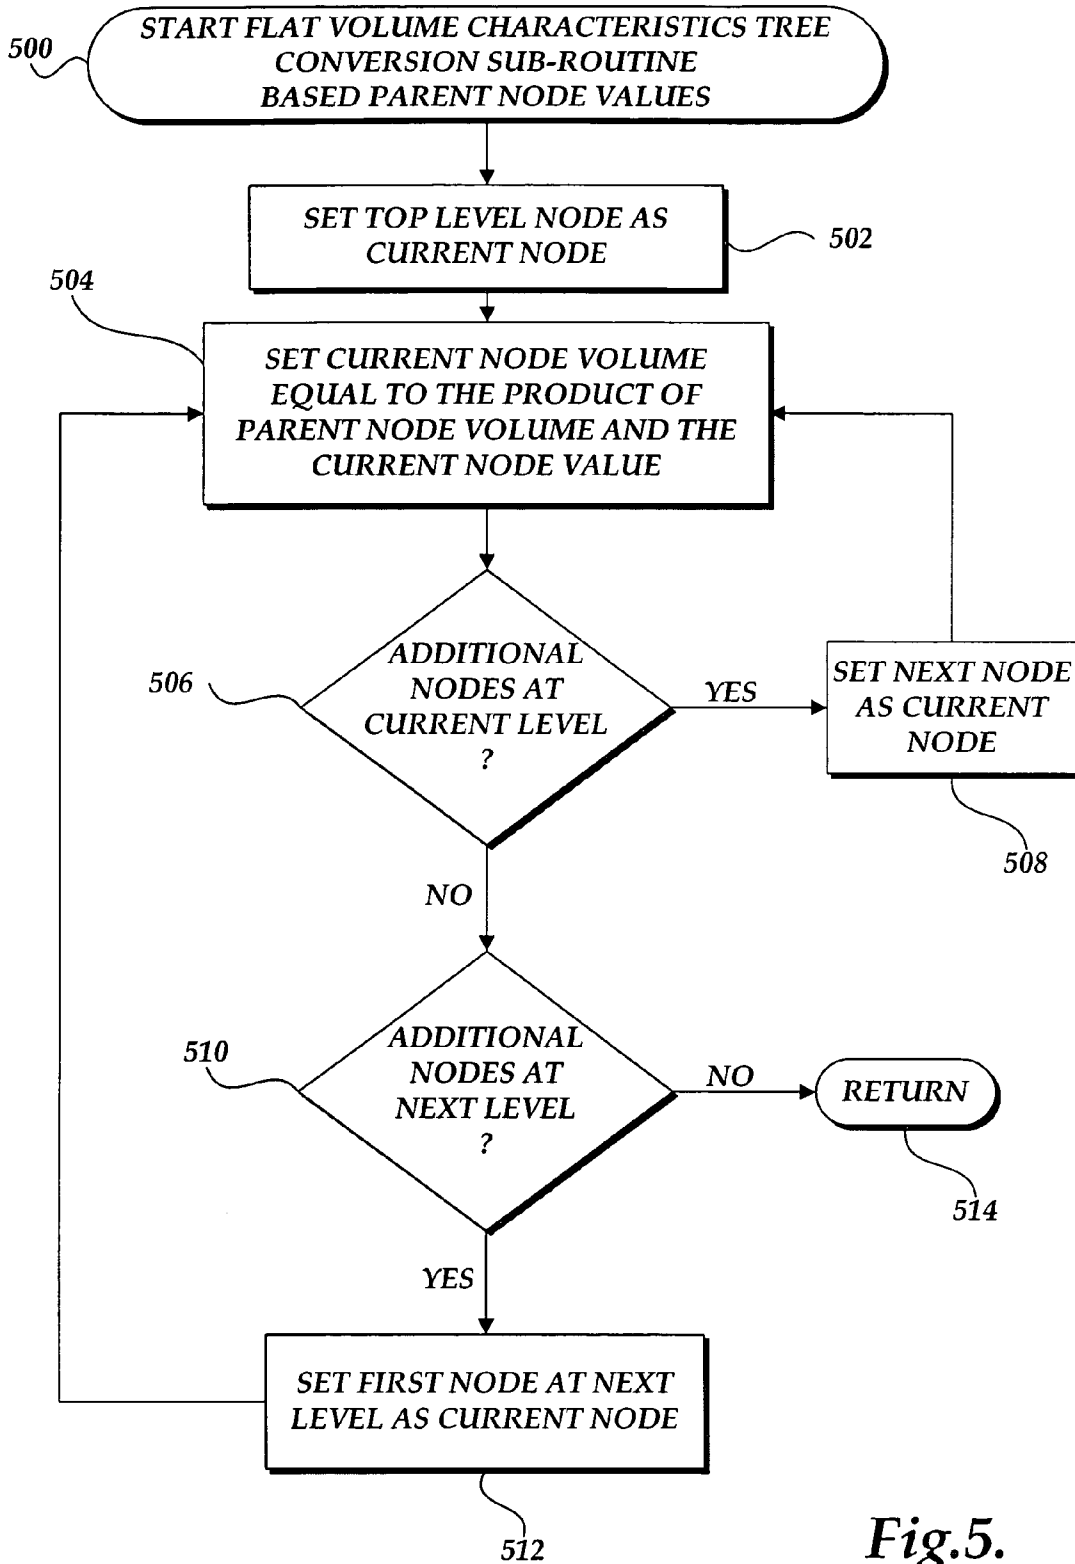 START FLAT VOLUME CHARACTERISTICS TREE
CONVERSION SUB-ROUTINE
BASED PARENT NODE VALUES
500
SET TOP LEVEL NODE AS
CURRENT NODE
502
504
SET CURRENT NODE VOLUME
EQUAL TO THE PRODUCT OF
PARENT NODE VOLUME AND THE
CURRENT NODE VALUE
506
ADDITIONAL
NODES AT
CURRENT LEVEL
?
YES
SET NEXT NODE
AS CURRENT
NODE
508
NO
510
ADDITIONAL
NODES AT
NEXT LEVEL
?
NO
RETURN
514
YES
SET FIRST NODE AT NEXT
LEVEL AS CURRENT NODE
512
Fig.5.